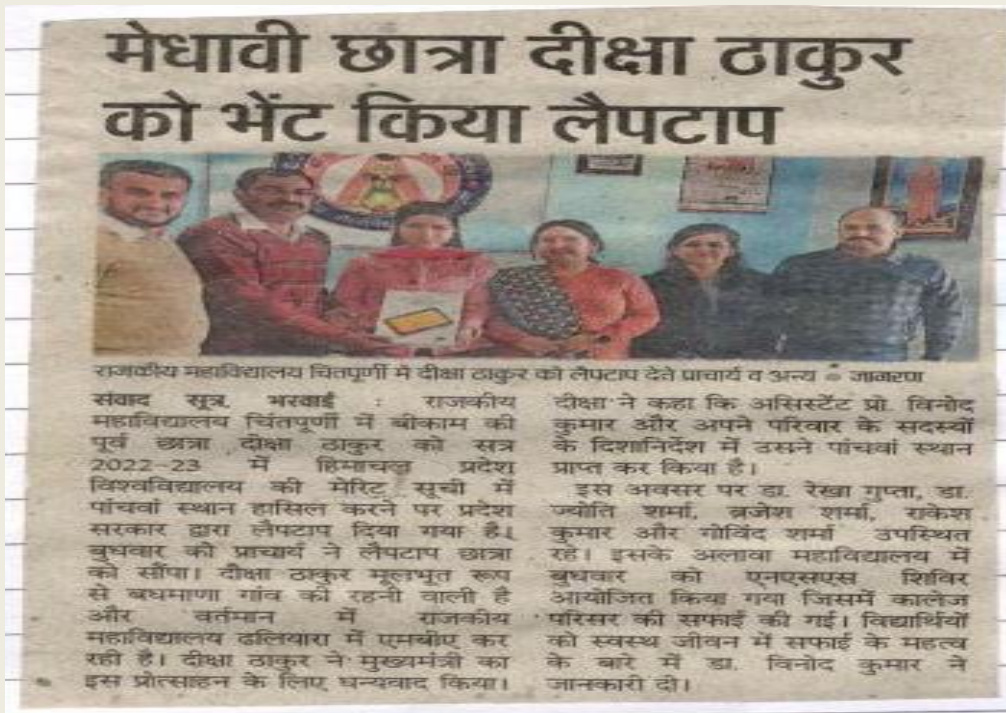 मेधावी छात्रा दीक्षा ठाकुर
को भेंट किया लैपटाप
राजकीय महाविद्यालय चिंतपूर्णी में दीक्षा ठाकुर को लैपटाप देते प्राचार्य व अन्य ● जागरण
संवाद सूत्र, भरवाईं : राजकीय
महाविद्यालय चिंतपूर्णी में बीकाम की
पूर्व छात्रा दीक्षा ठाकुर को सत्र
2022-23 में हिमाचल प्रदेश
विश्वविद्यालय की मेरिट सूची में
पांचवां स्थान हासिल करने पर प्रदेश
सरकार द्वारा लैपटाप दिया गया है।
बुधवार को प्राचार्य ने लैपटाप छात्रा
को सौंपा। दीक्षा ठाकुर मूलभूत रूप
से बधमाणा गांव की रहनी वाली है
और वर्तमान में राजकीय
महाविद्यालय ढलियारा में एमबीए कर
रही है। दीक्षा ठाकुर ने मुख्यमंत्री का
इस प्रोत्साहन के लिए धन्यवाद किया।
दीक्षा ने कहा कि असिस्टेंट प्रो. विनोद
कुमार और अपने परिवार के सदस्यों
के दिशानिर्देश में उसने पांचवां स्थान
प्राप्त कर किया है।
इस अवसर पर डा. रेखा गुप्ता, डा.
ज्योति शर्मा, ब्रजेश शर्मा, राकेश
कुमार और गोविंद शर्मा उपस्थित
रहे। इसके अलावा महाविद्यालय में
बुधवार को एनएसएस शिविर
आयोजित किया गया जिसमें कालेज
परिसर की सफाई की गई। विद्यार्थियों
को स्वस्थ जीवन में सफाई के महत्व
के बारे में डा. विनोद कुमार ने
जानकारी दी।